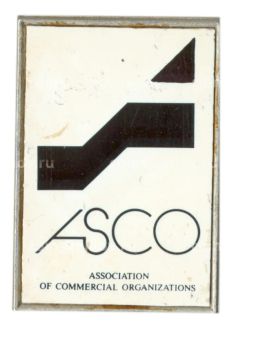 ASCO
ASSOCIATION
OF COMMERCIAL ORGANIZATIONS